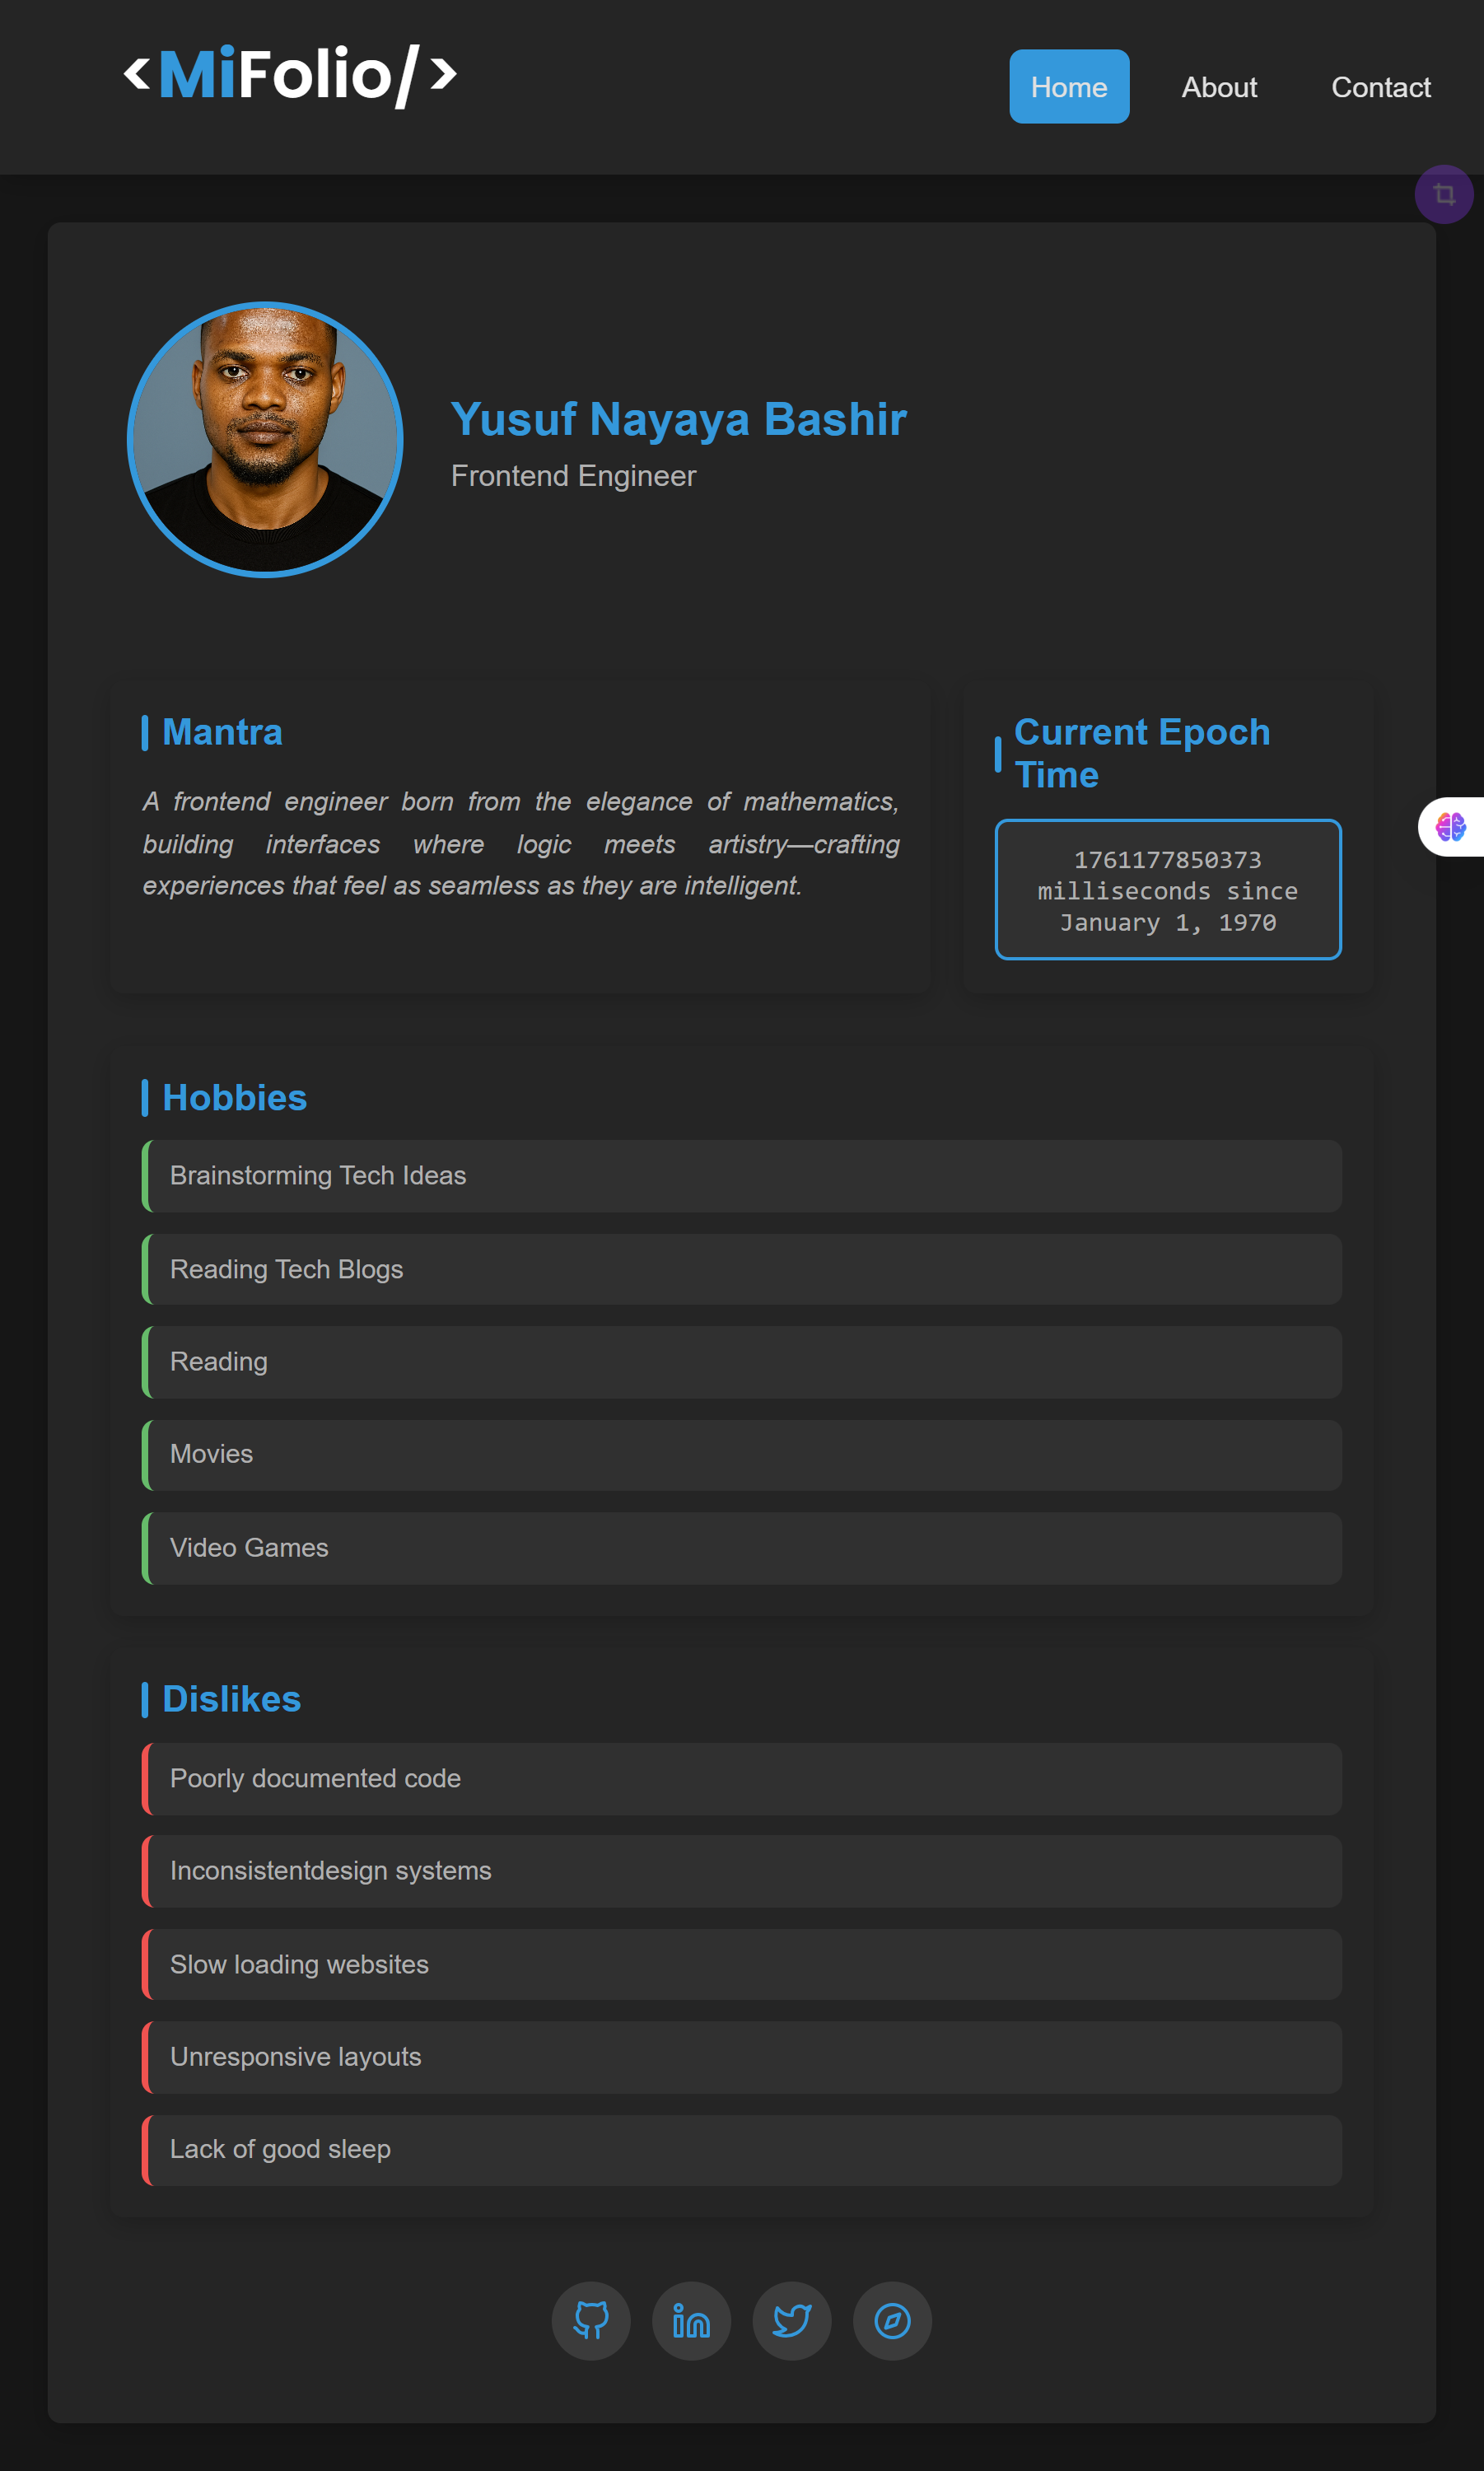 <MiFolio/>
Home
About
Contact
Yusuf Nayaya Bashir
Frontend Engineer
Mantra
A frontend engineer born from the elegance of mathematics,
building interfaces where logic meets artistry—crafting
experiences that feel as seamless as they are intelligent.
Current Epoch
Time
1761177850373
milliseconds since
January 1, 1970
Hobbies
Brainstorming Tech Ideas
Reading Tech Blogs
Reading
Movies
Video Games
Dislikes
Poorly documented code
Inconsistentdesign systems
Slow loading websites
Unresponsive layouts
Lack of good sleep